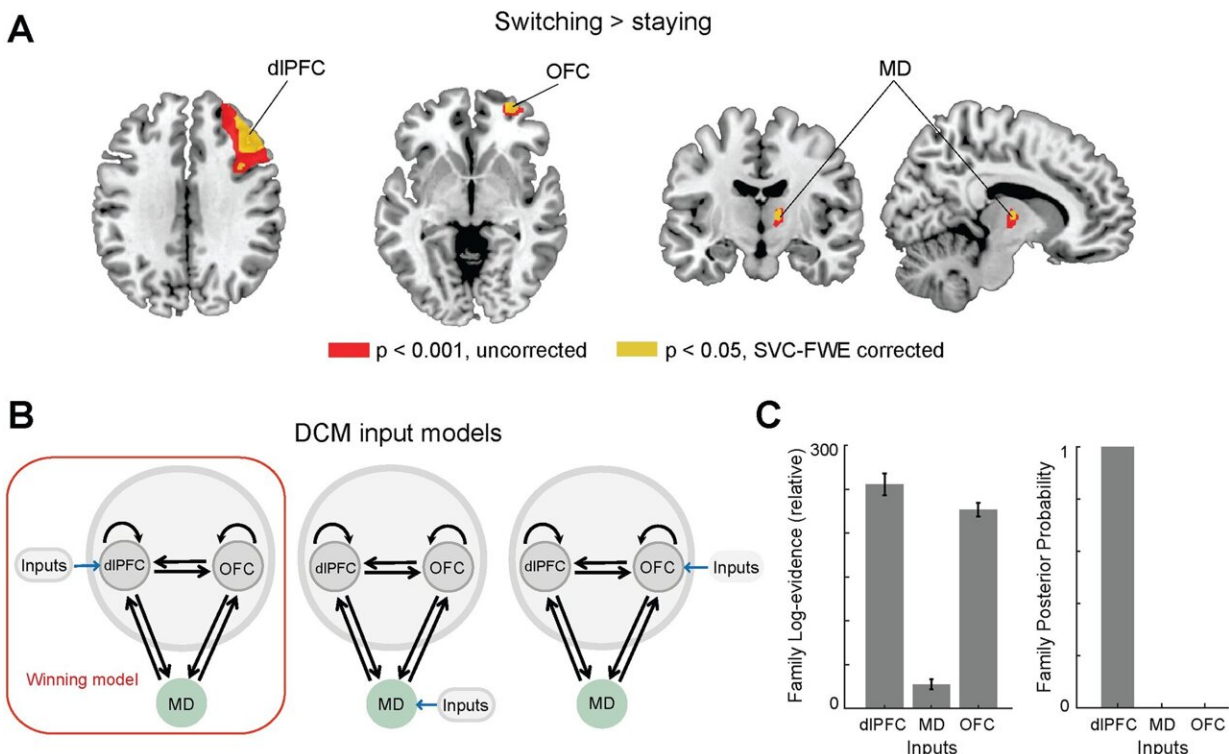 A
Switching > staying
dlPFC
OFC
MD
p < 0.001, uncorrected
p < 0.05, SVC-FWE corrected
B
DCM input models
Inputs
dlPFC
OFC
MD
Winning model
dlPFC
OFC
MD
Inputs
dlPFC
OFC
Inputs
MD
C
Family Log-evidence (relative)
300
0
dlPFC MD OFC
Inputs
Family Posterior Probability
1
0
dlPFC MD OFC
Inputs